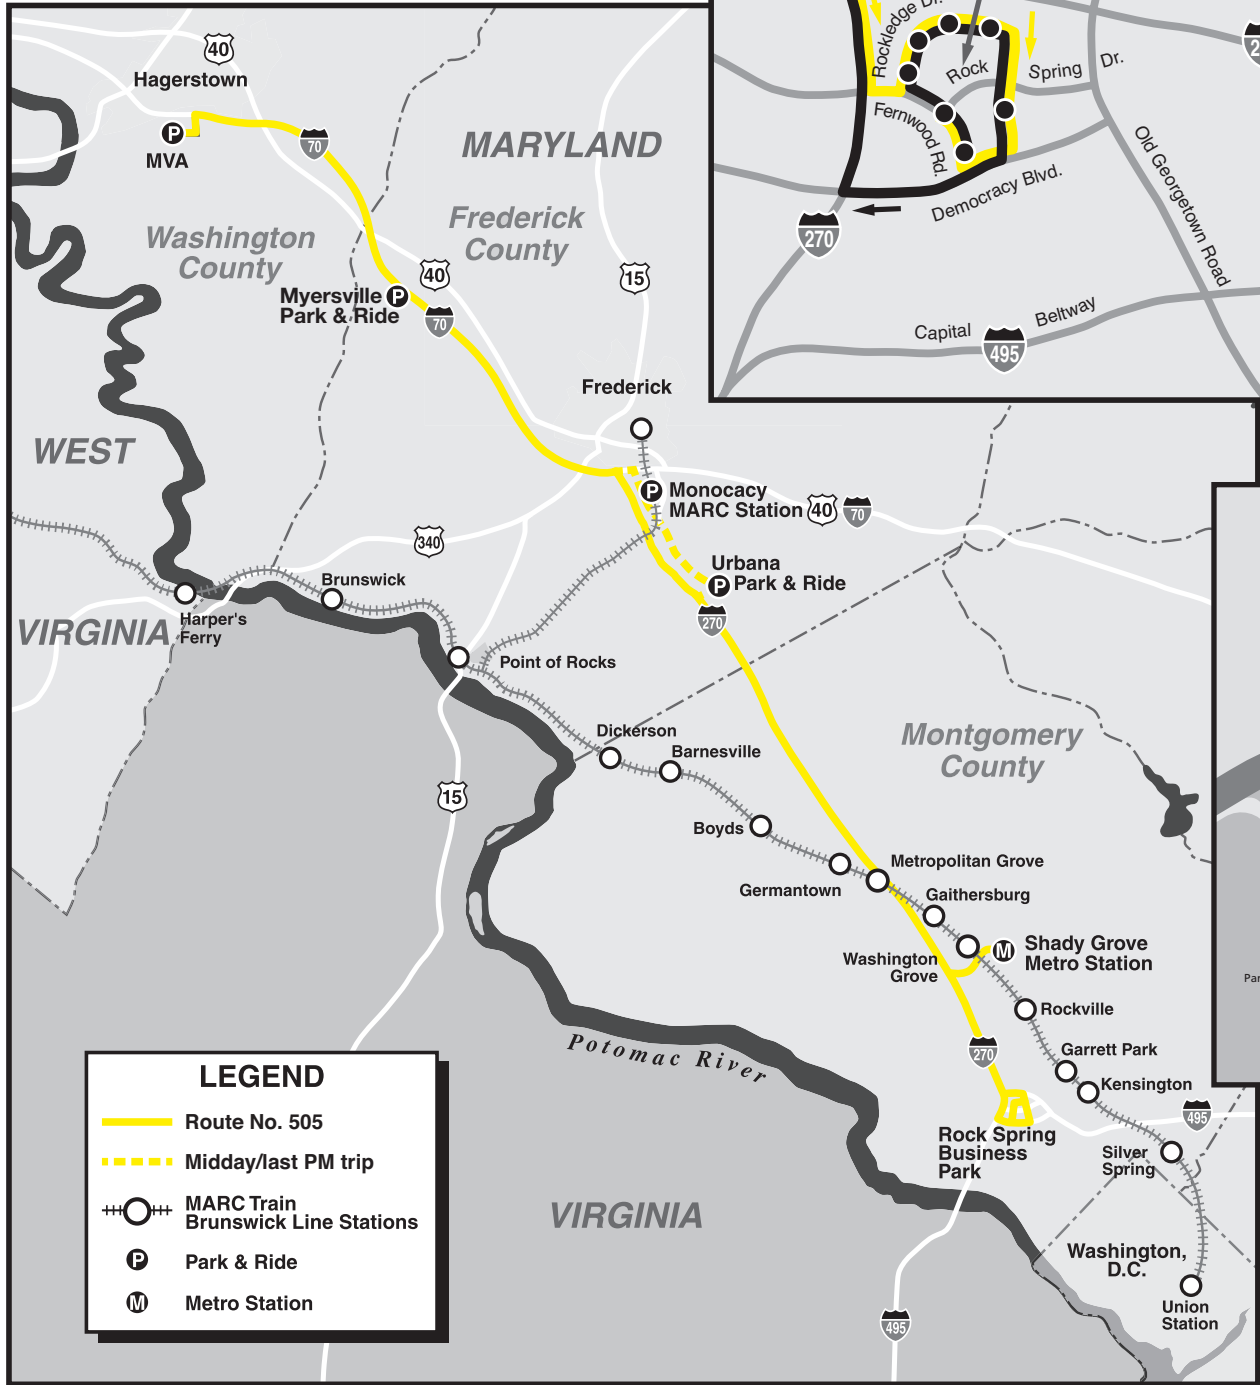 40
Hagerstown
MVA
70
MARYLAND
Frederick
County
Washington
County
40
15
Myersville
Park & Ride
70
Frederick
WEST
Monocacy
MARC Station
40
70
340
Urbana
Park & Ride
270
Brunswick
Harper's
Ferry
VIRGINIA
Point of Rocks
Dickerson
Barnesville
Montgomery
County
15
Boyds
Metropolitan Grove
Germantown
Gaithersburg
Shady Grove
Metro Station
Washington
Grove
Rockville
270
Garrett Park
Kensington
495
Potomac River
Rock Spring
Business
Park
Silver
Spring
VIRGINIA
Washington,
D.C.
Union
Station
495
LEGEND
Route No. 505
Midday/last PM trip
MARC Train
Brunswick Line Stations
P Park & Ride
M Metro Station
P
P
P
P
M
Rockledge Dr.
Rock Spring Dr.
Fernwood Rd.
Democracy Blvd.
Old Georgetown Road
270
Capital Beltway
495
2
Par